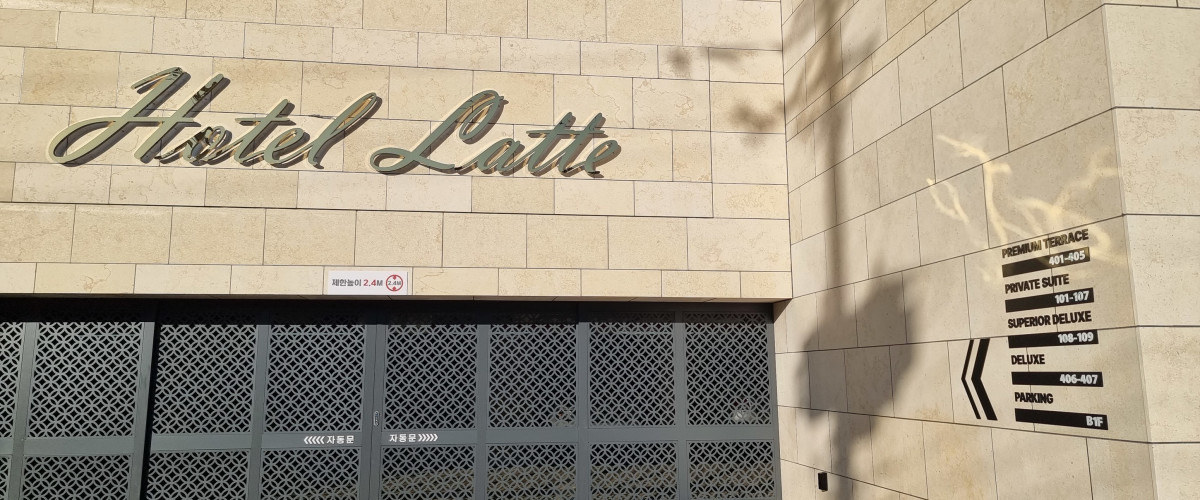 Hotel Latte
제한높이 2.4M 2.4M
<<<<< 자동문
자동문 >>>>>
PREMIUM TERRACE
401-405
PRIVATE SUITE
101-107
SUPERIOR DELUXE
108-109
DELUXE
406-407
PARKING
B1F